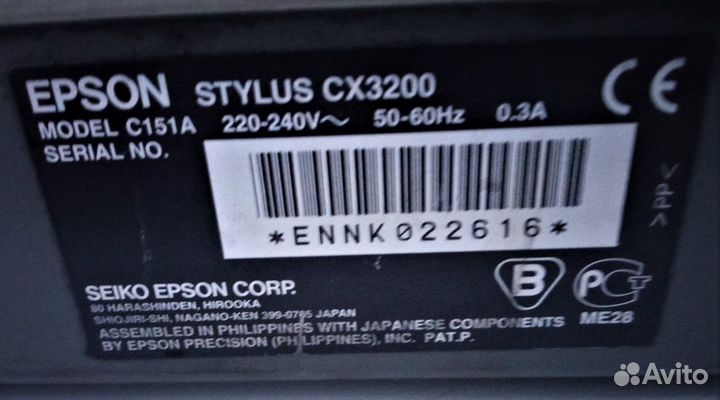 EPSON STYLUS CX3200
MODEL C151A 220-240V~ 50-60Hz 0.3A
SERIAL NO.
*ENNK022616*
>PP<
SEIKO EPSON CORP.
80 HARASHINDEN, HIROOKA
SHIOJIRI-SHI, NAGANO-KEN 399-0785 JAPAN
ASSEMBLED IN PHILIPPINES WITH JAPANESE COMPONENTS
BY EPSON PRECISION (PHILIPPINES), INC. PAT.P.
CE
B
PCT
ME28
Avito